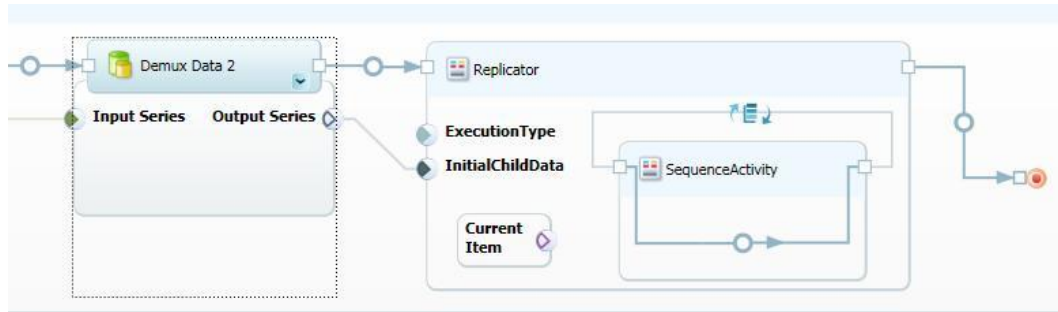 Demux Data 2
Input Series
Output Series
Replicator
ExecutionType
InitialChildData
Current
Item
SequenceActivity